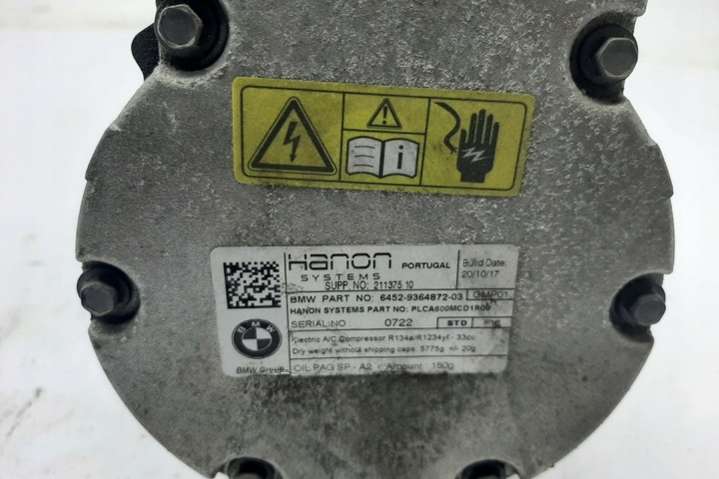 Hanon
SYSTEMS
PORTUGAL
Build Date:
20/10/17
SUPP. NO: 211375 10
BMW PART NO: 6452-9364872-03
HANON SYSTEMS PART NO:
SERIAL:NO 0722 STD
Electric A/C Compressor R134a/R1234yf - 33cc
Dry weight without shipping caps: 5775g +/- 20g
BMW
BMW Group
OIL PAG SP - A2 Amount: 160g